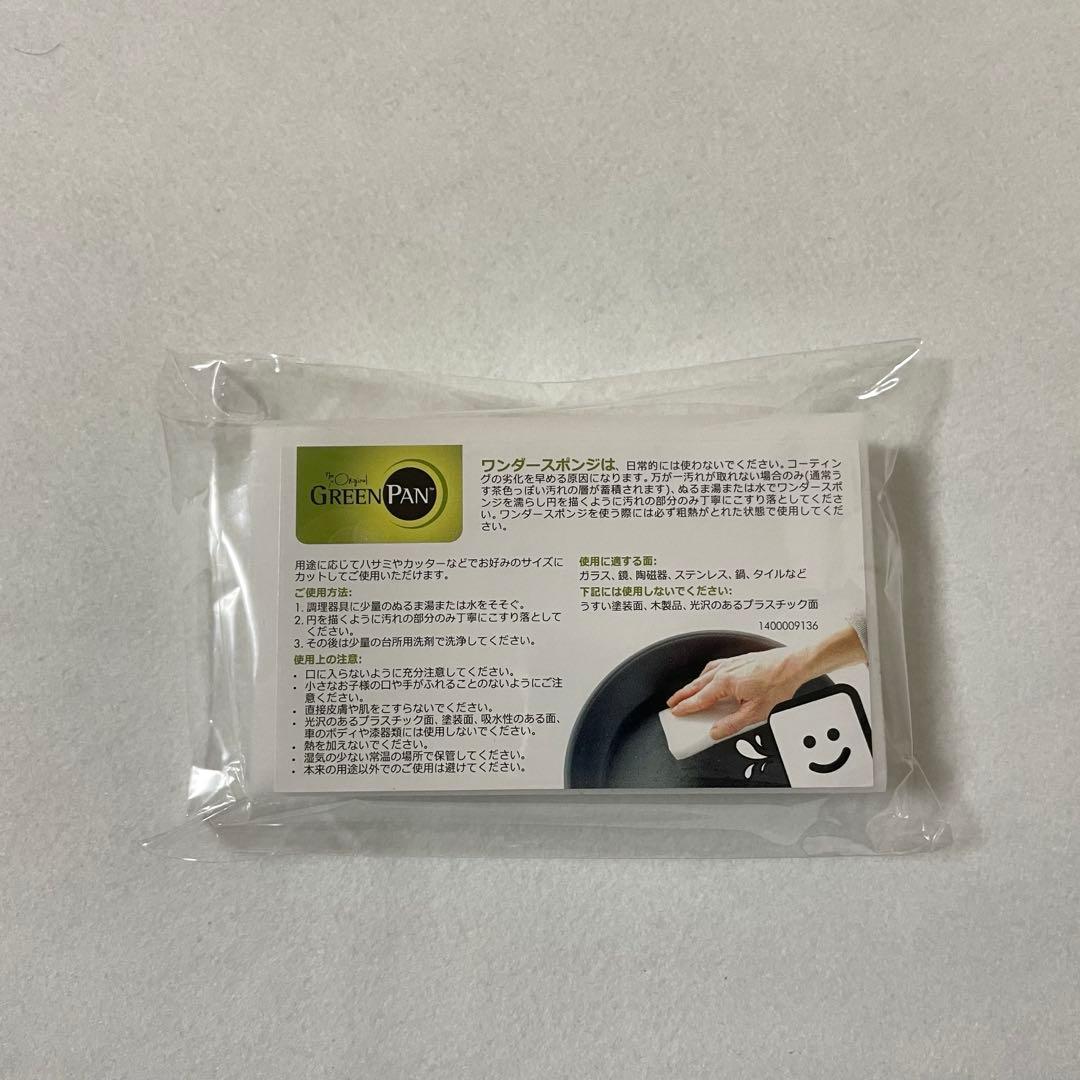 The Original
GREENPAN™
ワンダースポンジは、日常的には使わないでください。コーティン
グの劣化を早める原因になります。万が一汚れが取れない場合のみ(通常う
す茶色っぽい汚れの層が蓄積されます)、ぬるま湯または水でワンダースポ
ンジを濡らし円を描くように汚れの部分のみ丁寧にこすり落としてくださ
い。ワンダースポンジを使う際には必ず粗熱がとれた状態で使用してくだ
さい。
用途に応じてハサミやカッターなどでお好みのサイズに
カットしてご使用いただけます。
ご使用方法:
1. 調理器具に少量のぬるま湯または水をそそぐ。
2. 円を描くように汚れの部分のみ丁寧にこすり落として
ください。
3. その後は少量の台所用洗剤で洗浄してください。
使用上の注意:
• 口に入らないように充分注意してください。
• 小さなお子様の口や手がふれることのないようにご注
意ください。
• 直接皮膚や肌をこすらないでください。
• 光沢のあるプラスチック面、塗装面、吸水性のある面、
車のボディや漆器類には使用しないでください。
• 熱を加えないでください。
• 湿気の少ない常温の場所で保管してください。
• 本来の用途以外でのご使用は避けてください。
使用に適する面:
ガラス、鏡、陶磁器、ステンレス、鍋、タイルなど
下記には使用しないでください:
うすい塗装面、木製品、光沢のあるプラスチック面
1400009136